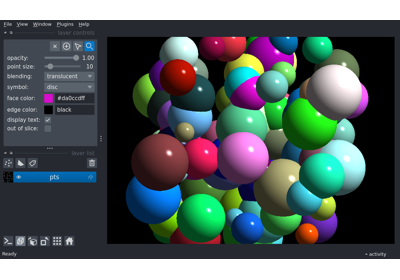 File View Window Plugins Help
layer controls
opacity: 1.00
point size: 10
blending: translucent
symbol: disc
face color: #da0ccdff
edge color: black
display text: ✓
out of slice:
layer list
pts
Ready
activity